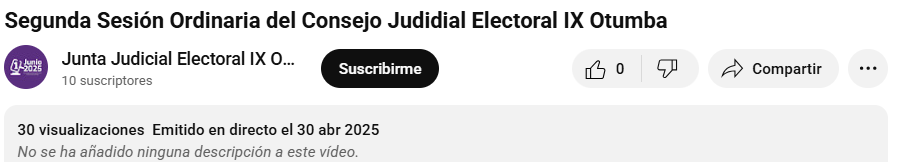 Segunda Sesión Ordinaria del Consejo Judidial Electoral IX Otumba
Junta Judicial Electoral IX O...
10 suscriptores
Suscribirme
0
Compartir
Junio 2025
30 visualizaciones Emitido en directo el 30 abr 2025
No se ha añadido ninguna descripción a este vídeo.